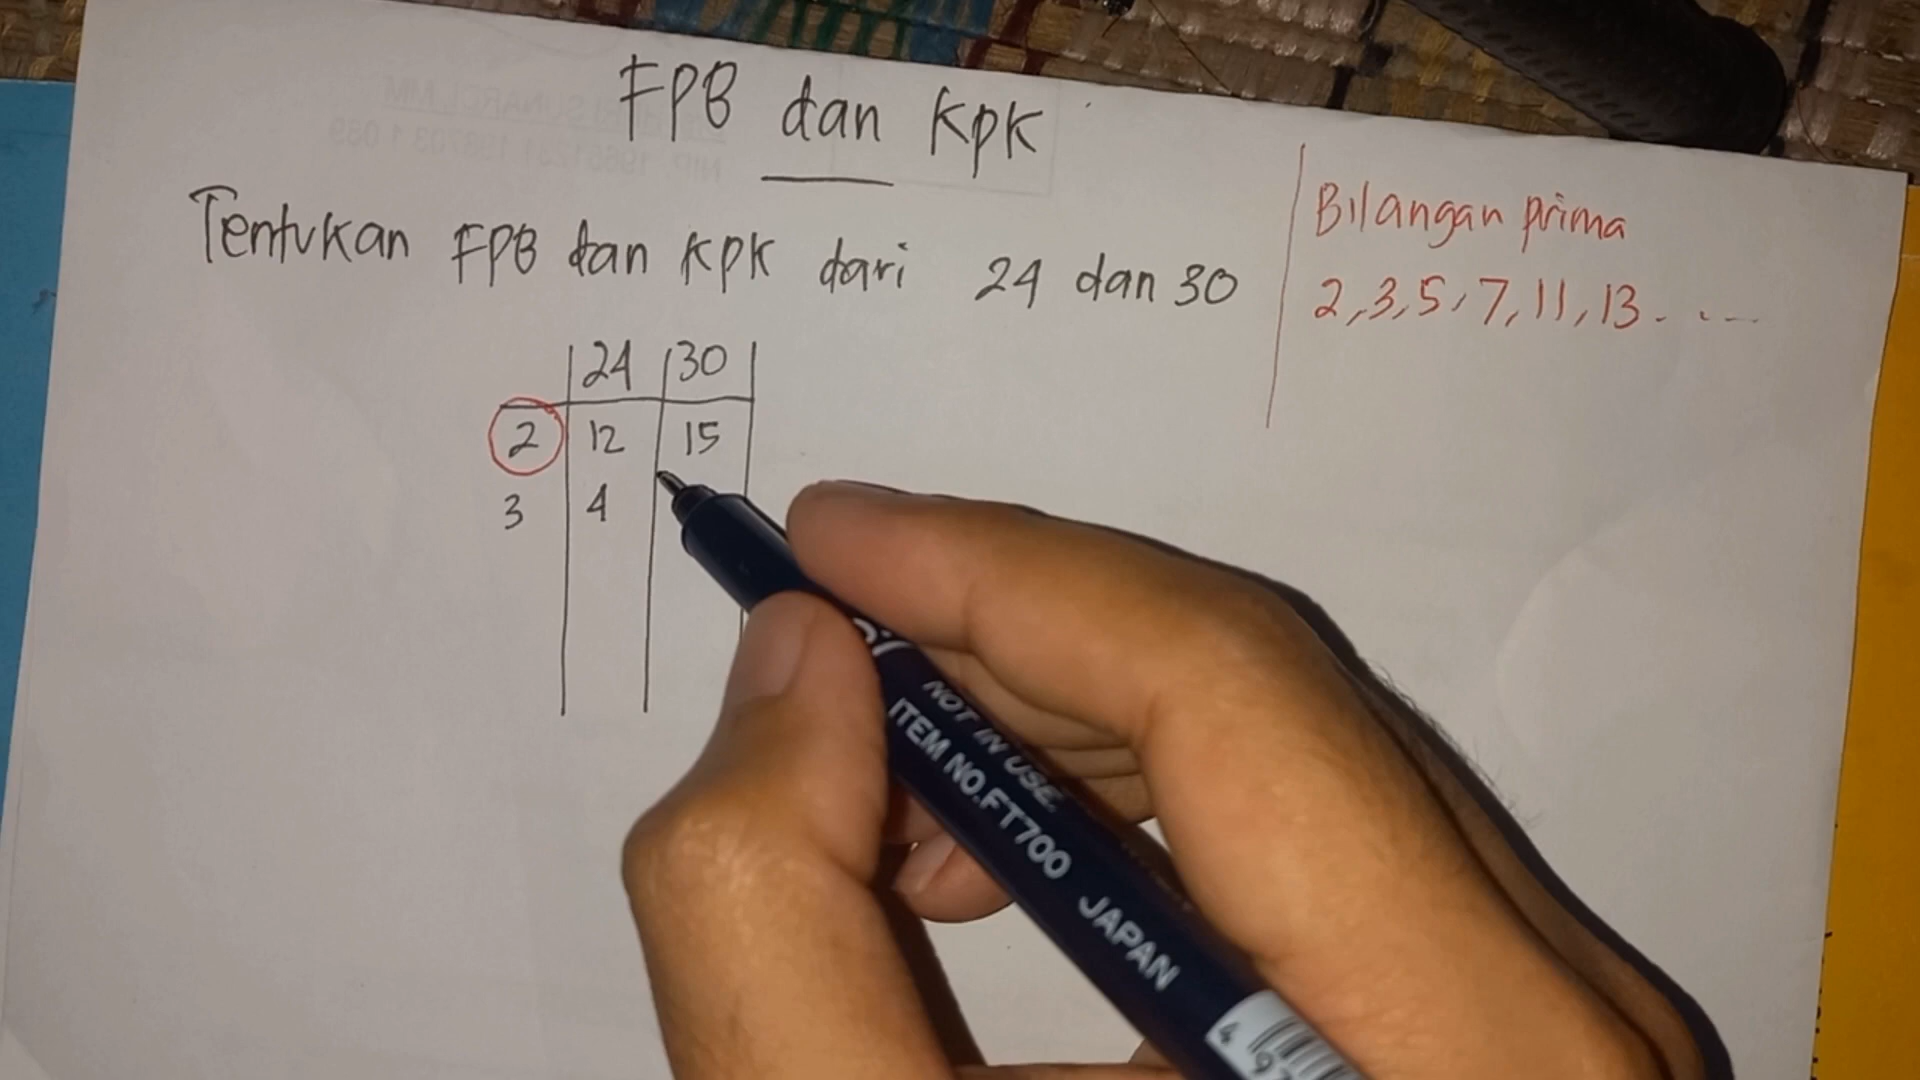 FPB dan KPK
Tentukan FPB dan KPK dari 24 dan 30
Bilangan prima
2, 3, 5, 7, 11, 13. ....
24 30
2 12 15
3 4
NOT IN USE
ITEM NO.FT700 JAPAN